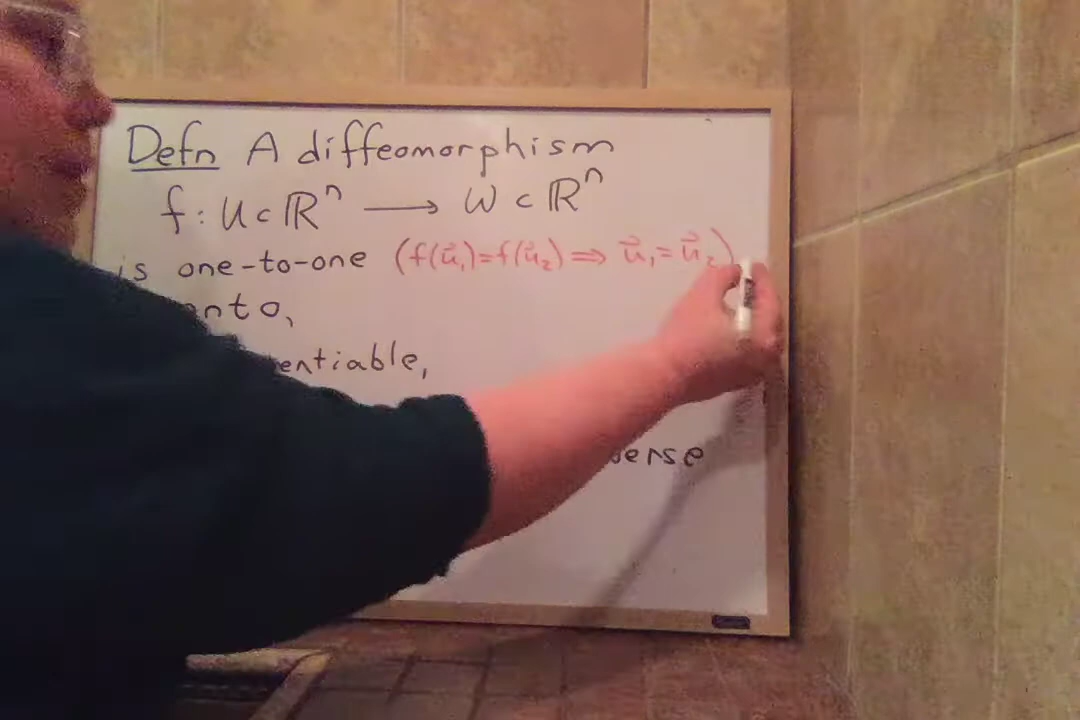 Defn A diffeomorphism
f : U ⊂ ℝⁿ ⟶ W ⊂ ℝⁿ
is one-to-one (f(u⃗₁)=f(u⃗₂) ⟹ u⃗₁=u⃗₂)
onto,
entiable,
erse